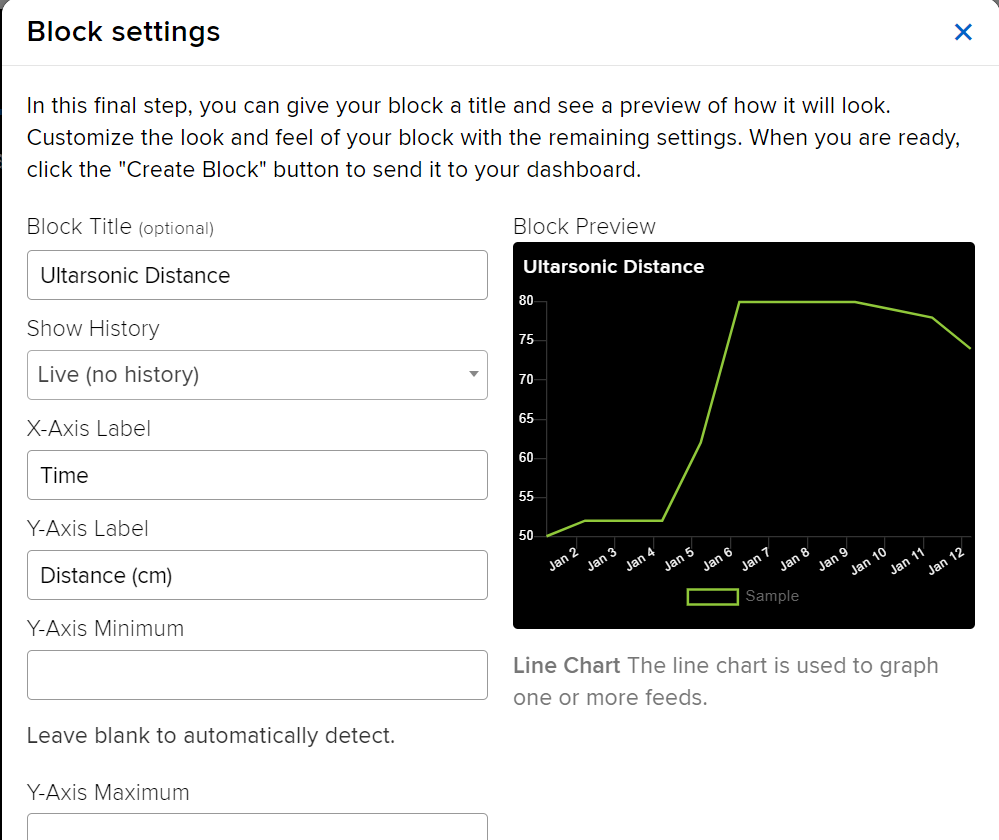 Block settings
In this final step, you can give your block a title and see a preview of how it will look.
Customize the look and feel of your block with the remaining settings. When you are ready,
click the "Create Block" button to send it to your dashboard.
Block Title (optional)
Ultarsonic Distance
Show History
Live (no history)
X-Axis Label
Time
Y-Axis Label
Distance (cm)
Y-Axis Minimum
Leave blank to automatically detect.
Y-Axis Maximum
Block Preview
Ultarsonic Distance
80
75
70
65
60
55
50
Jan 2 Jan 3 Jan 4 Jan 5 Jan 6 Jan 7 Jan 8 Jan 9 Jan 10 Jan 11 Jan 12
Sample
Line Chart The line chart is used to graph
one or more feeds.